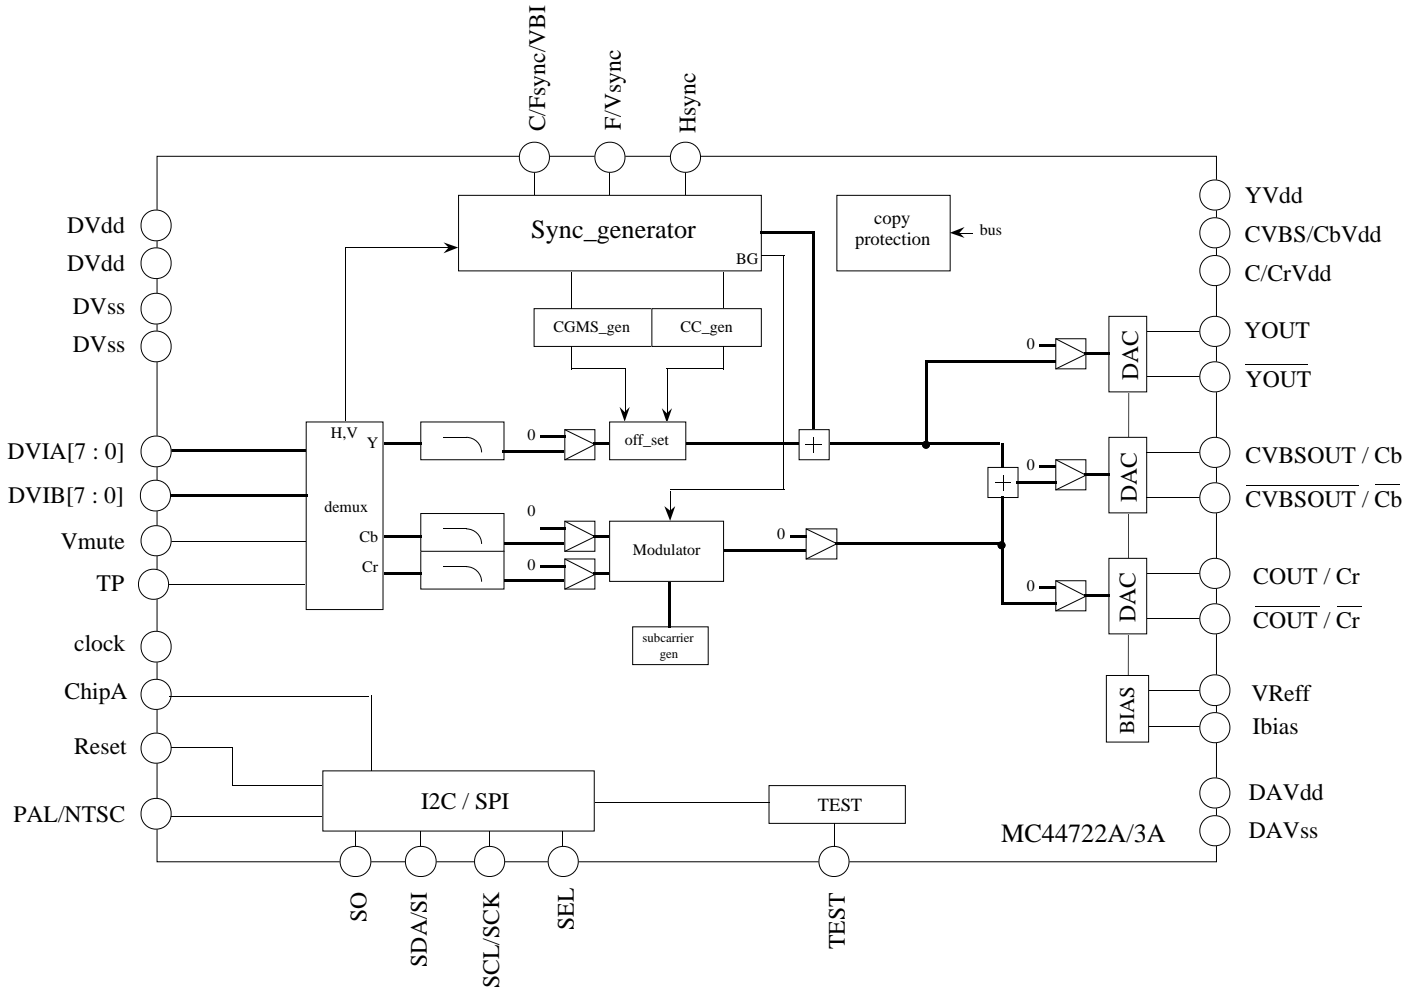 C/Fsync/VBI
F/Vsync
Hsync
DVdd
DVdd
DVss
DVss
DVIA[7 : 0]
DVIB[7 : 0]
Vmute
TP
clock
ChipA
Reset
PAL/NTSC
Sync_generator
BG
copy
protection
bus
CGMS_gen
CC_gen
H,V
Y
demux
Cb
Cr
0
off_set
+
0
0
Modulator
subcarrier
gen
0
+
0
DAC
0
DAC
0
DAC
BIAS
I2C / SPI
TEST
MC44722A/3A
YVdd
CVBS/CbVdd
C/CrVdd
YOUT
YOUT
CVBSOUT / Cb
CVBSOUT / Cb
COUT / Cr
COUT / Cr
VReff
Ibias
DAVdd
DAVss
SO
SDA/SI
SCL/SCK
SEL
TEST